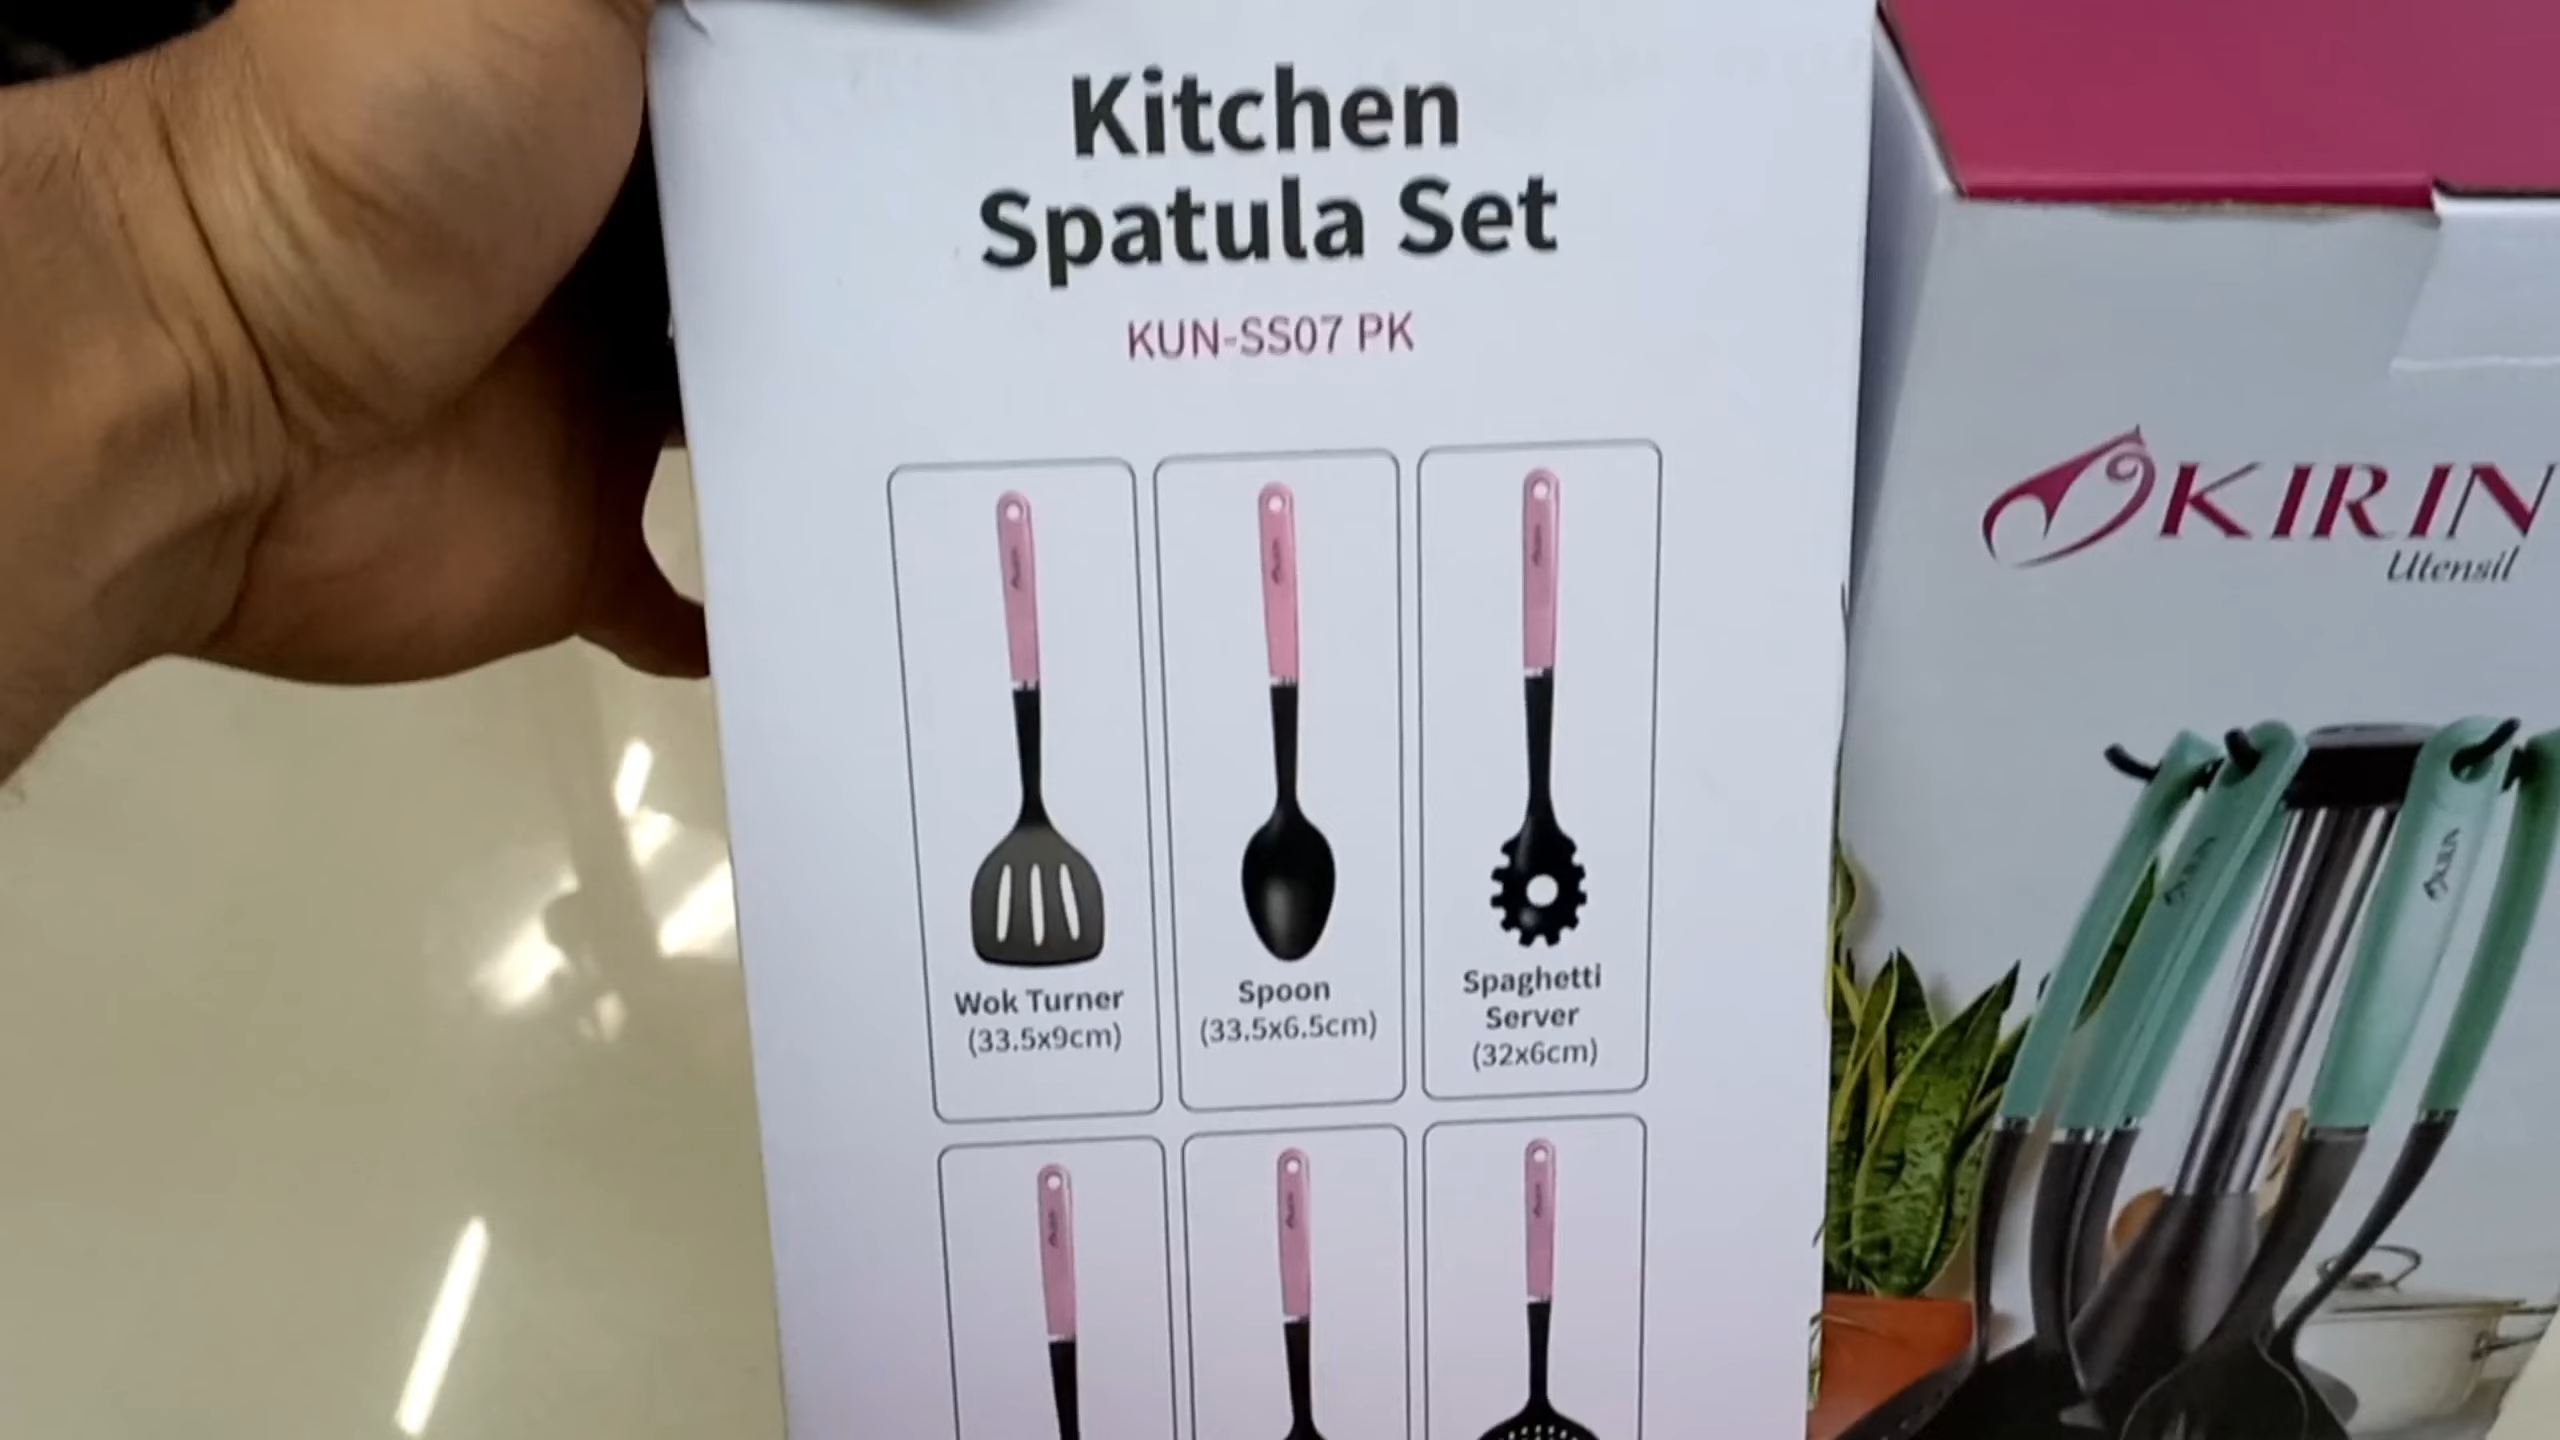 Kitchen
Spatula Set
KUN-SS07 PK
Wok Turner
(33.5x9cm)
Spoon
(33.5x6.5cm)
Spaghetti
Server
(32x6cm)
KIRIN
Utensil